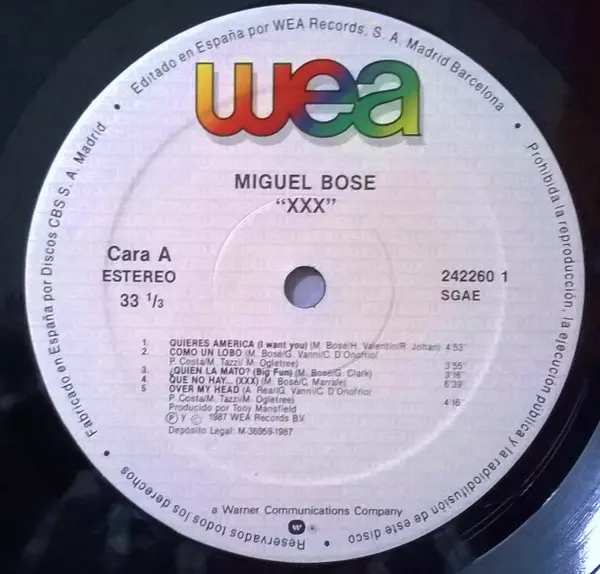 Editado en España por WEA Records, S. A. Madrid Barcelona
Prohibida la reproducción, la ejecución pública y la radiodifusión de este disco
Reservados todos los derechos
Fabricado en España por Discos CBS S. A. Madrid
wea
MIGUEL BOSE
“XXX”
Cara A
ESTEREO
33 1/3
242260 1
SGAE
1. QUIERES AMERICA (I want you) (M. Bosé/H. Valentin/R. Johan) 4'53''
2. COMO UN LOBO (M. Bosé/G. Vanni/C. D'Onofrio/
P. Costa/M. Tazzi/M. Ogletree) 3'55''
3. ¿QUIEN LA MATO? (Big Fun) (M. Bosé/G. Clark) 3'16''
4 QUE NO HAY... (XXX) (M. Bosé/C. Marrale) 6'39''
5 OVER MY HEAD (A. Rear/G. Vanni/C. D'Onofrio/
P. Costa/M. Tazzi/M. Ogletree) 4'16
Producido por Tony Mansfield
Ⓟ y © 1987 WEA Records B.V.
Depósito Legal: M-36959-1987
a Warner Communications Company
W ®